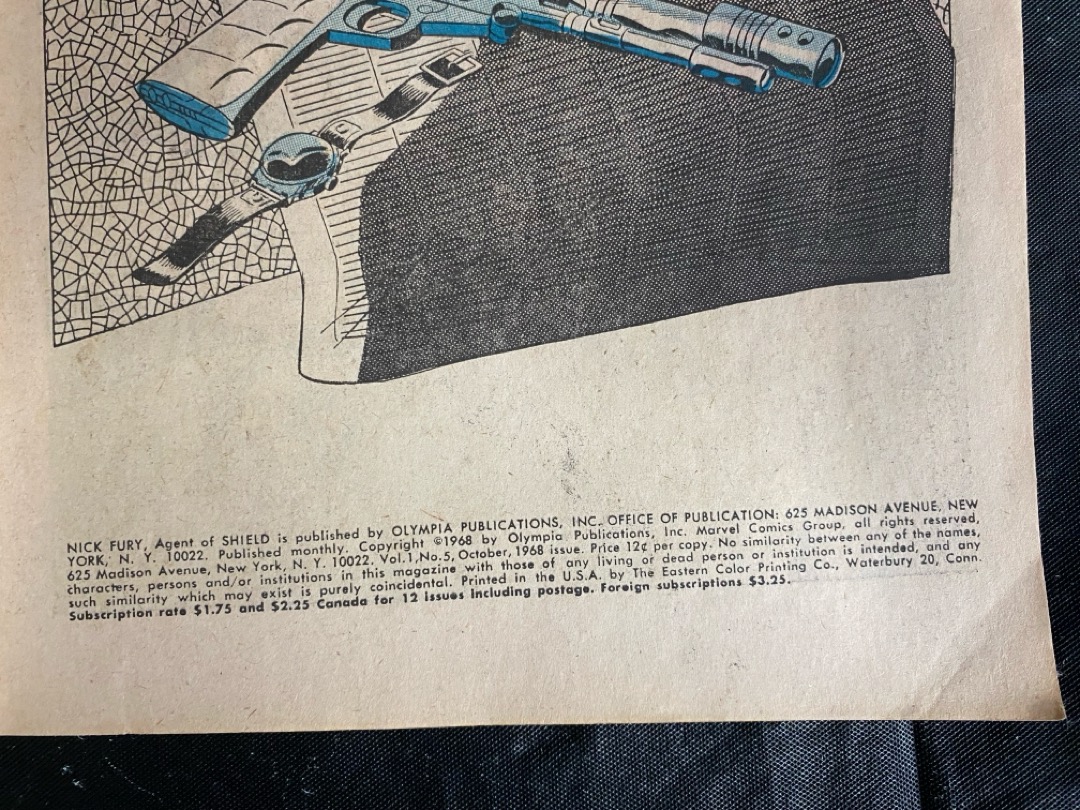 NICK FURY, Agent of SHIELD is published by OLYMPIA PUBLICATIONS, INC. OFFICE OF PUBLICATION: 625 MADISON AVENUE, NEW
YORK, N. Y. 10022. Published monthly. Copyright ©1968 by Olympia Publications, Inc. Marvel Comics Group, all rights reserved,
625 Madison Avenue, New York, N. Y. 10022. Vol.1,No.5, October, 1968 issue. Price 12¢ per copy. No similarity between any of the names,
characters, persons and/or institutions in this magazine with those of any living or dead person or institution is intended, and any
such similarity which may exist is purely coincidental. Printed in the U.S.A. by The Eastern Color Printing Co., Waterbury 20, Conn.
Subscription rate $1.75 and $2.25 Canada for 12 issues including postage. Foreign subscriptions $3.25.